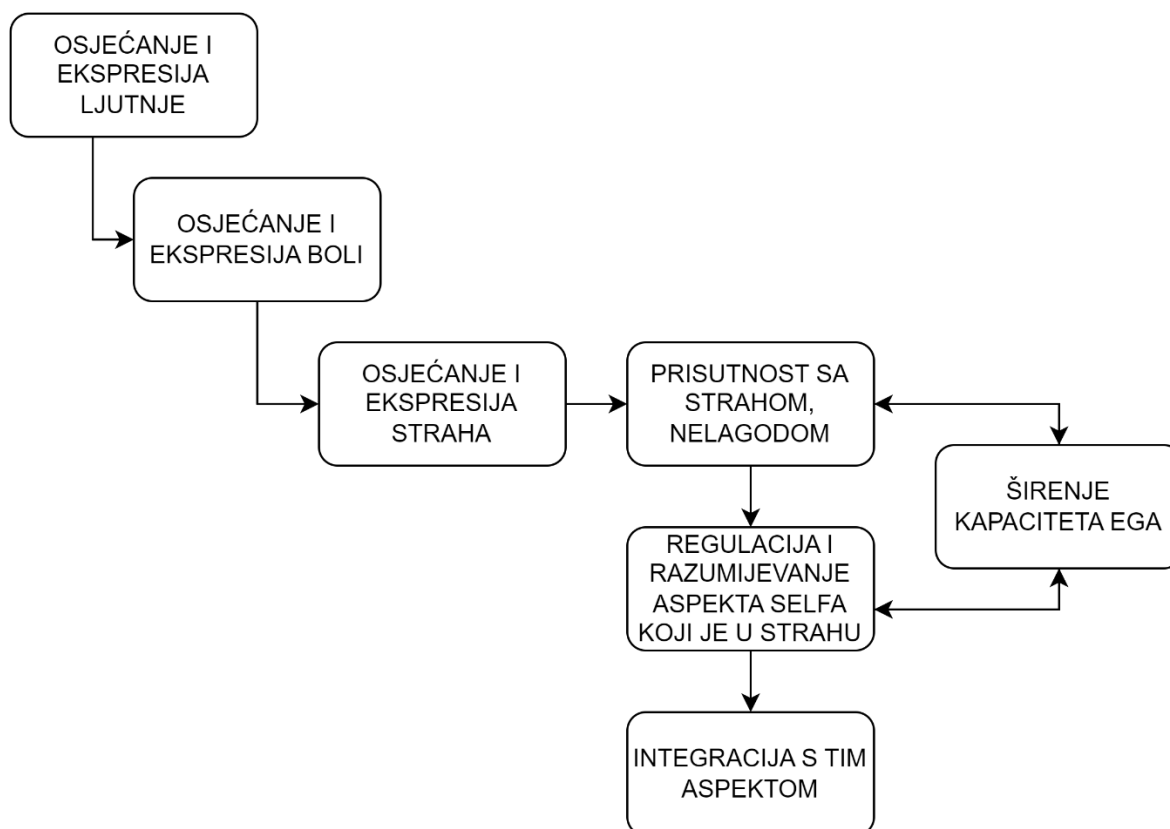 OSJEĆANJE I
EKSPRESIJA
LJUTNJE
OSJEĆANJE I
EKSPRESIJA BOLI
OSJEĆANJE I
EKSPRESIJA
STRAHA
PRISUTNOST SA
STRAHOM,
NELAGODOM
ŠIRENJE
KAPACITETA EGA
REGULACIJA I
RAZUMIJEVANJE
ASPEKTA SELFA
KOJI JE U STRAHU
INTEGRACIJA S TIM
ASPEKTOM